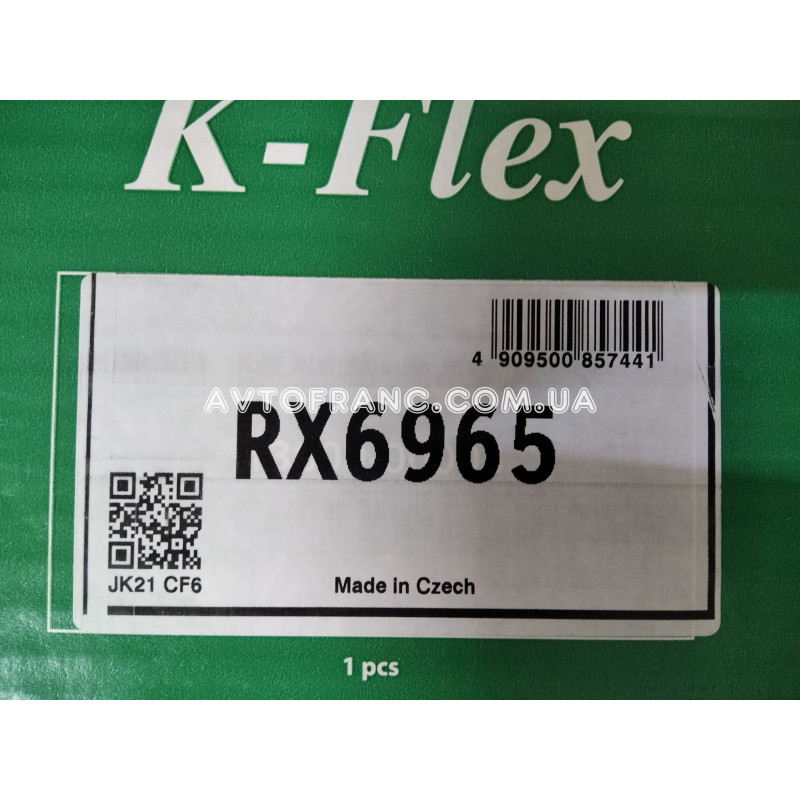 K-Flex
4 909500 857441
AVTOFRANC.COM.UA
RX6965
JK21 CF6
Made in Czech
1 pcs